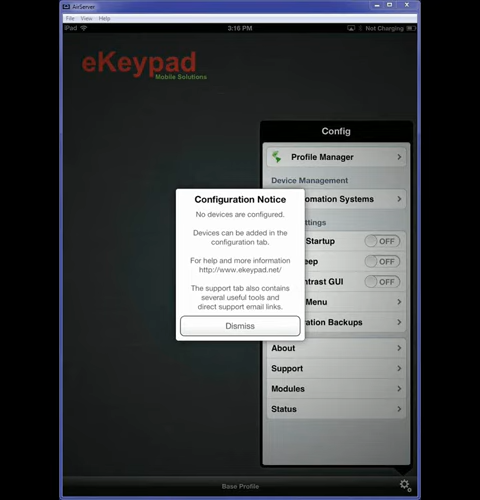 AirServer
File View Help
iPad
3:16 PM
Not Charging
eKeypad
Mobile Solutions
Config
Profile Manager
Device Management
omation Systems
ttings
Startup OFF
eep OFF
trast GUI OFF
Menu
ation Backups
About
Support
Modules
Status
Configuration Notice
No devices are configured.
Devices can be added in the
configuration tab.
For help and more information
http://www.ekeypad.net/
The support tab also contains
several useful tools and
direct support email links.
Dismiss
Base Profile